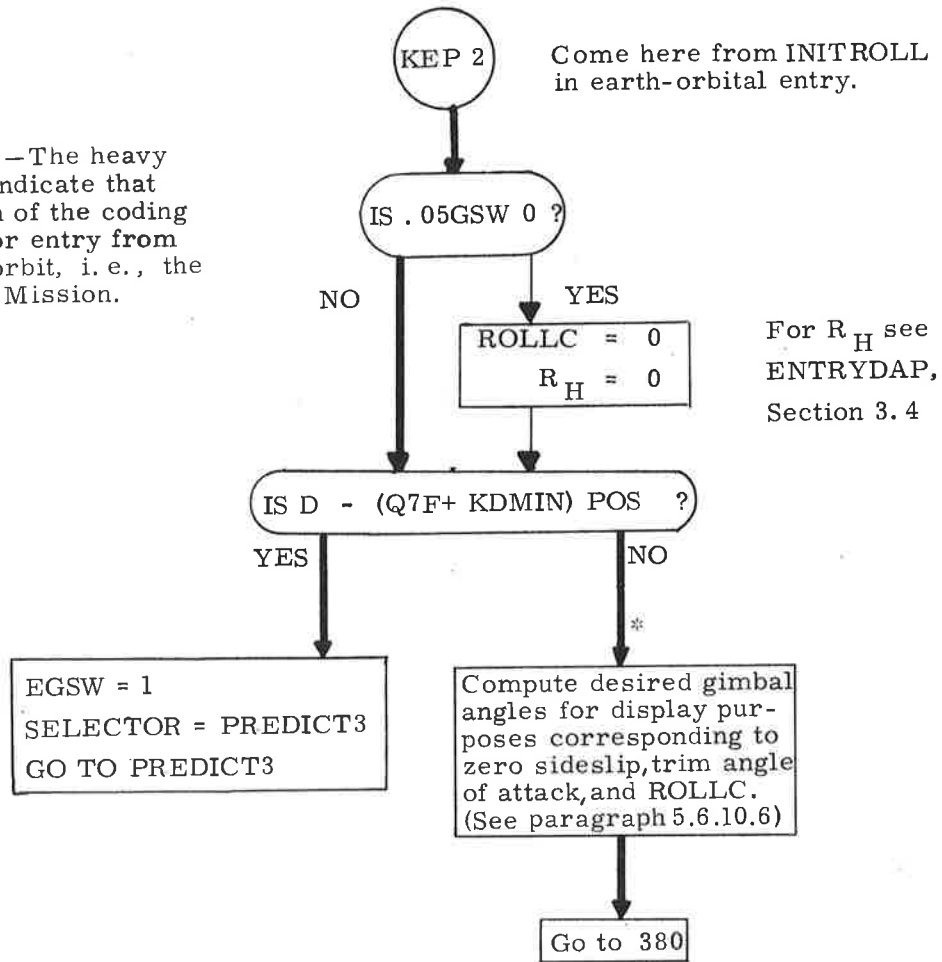 KEP 2
Come here from INITROLL
in earth-orbital entry.
—The heavy
ndicate that
of the coding
or entry from
orbit, i.e., the
Mission.
IS .05GSW 0 ?
NO
YES
ROLLC = 0
R H = 0
For R H see
ENTRYDAP,
Section 3.4
IS D - (Q7F+ KDMIN) POS ?
YES
NO
*
EGSW = 1
SELECTOR = PREDICT3
GO TO PREDICT3
Compute desired gimbal
angles for display pur-
poses corresponding to
zero sideslip, trim angle
of attack, and ROLLC.
(See paragraph 5.6.10.6)
Go to 380